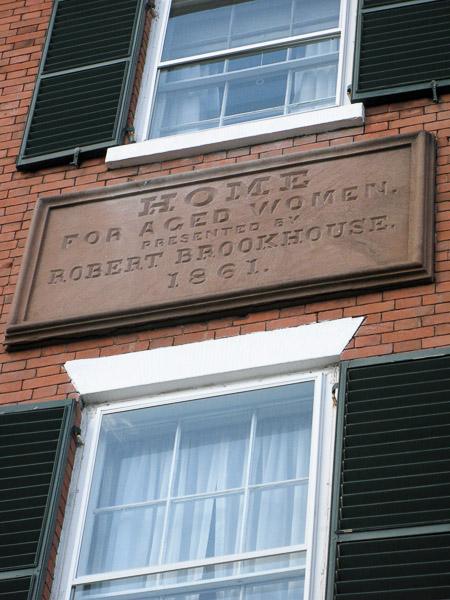 HOME
FOR AGED WOMEN.
PRESENTED BY
ROBERT BROOKHOUSE.
1861.